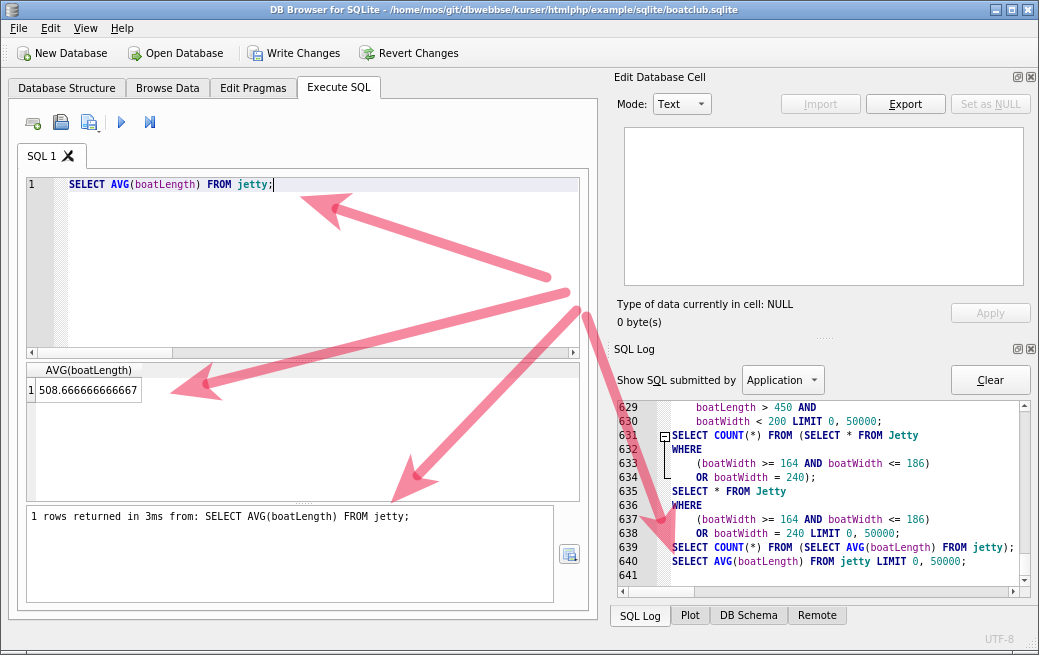 DB Browser for SQLite - /home/mos/git/dbwebbse/kurser/htmlphp/example/sqlite/boatclub.sqlite
File Edit View Help
New Database Open Database Write Changes Revert Changes
Database Structure Browse Data Edit Pragmas Execute SQL
SQL 1
1 SELECT AVG(boatLength) FROM jetty;
AVG(boatLength)
1 508.666666666667
1 rows returned in 3ms from: SELECT AVG(boatLength) FROM jetty;
Edit Database Cell
Mode: Text Import Export Set as NULL
Type of data currently in cell: NULL
0 byte(s)
Apply
SQL Log
Show SQL submitted by Application Clear
629 boatLength > 450 AND
630 boatWidth < 200 LIMIT 0, 50000;
631 SELECT COUNT(*) FROM (SELECT * FROM Jetty
632 WHERE
633 (boatWidth >= 164 AND boatWidth <= 186)
634 OR boatWidth = 240);
635 SELECT * FROM Jetty
636 WHERE
637 (boatWidth >= 164 AND boatWidth <= 186)
638 OR boatWidth = 240 LIMIT 0, 50000;
639 SELECT COUNT(*) FROM (SELECT AVG(boatLength) FROM jetty);
640 SELECT AVG(boatLength) FROM jetty LIMIT 0, 50000;
641
SQL Log Plot DB Schema Remote
UTF-8